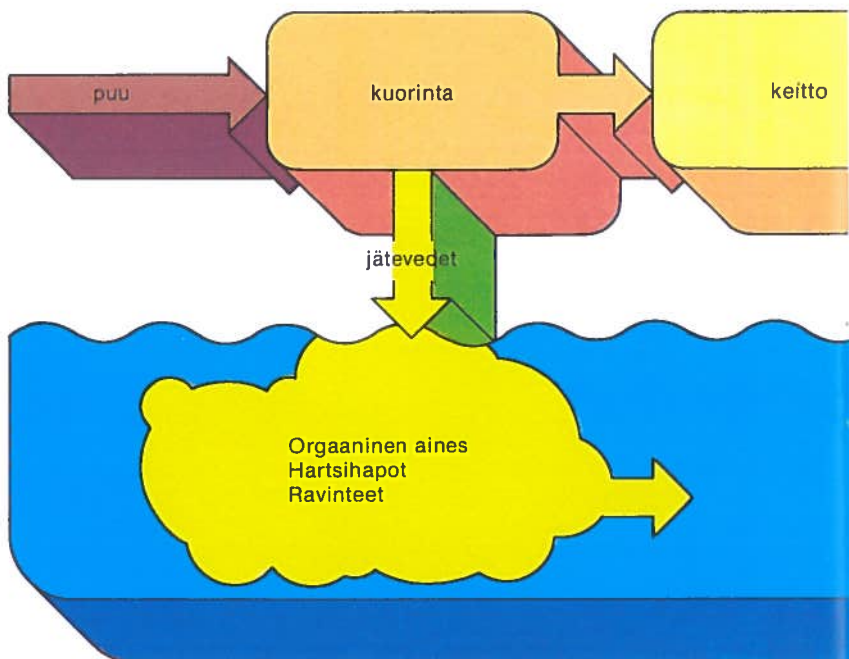 puu
kuorinta
keitto
jätevedet
Orgaaninen aines
Hartsihapot
Ravinteet